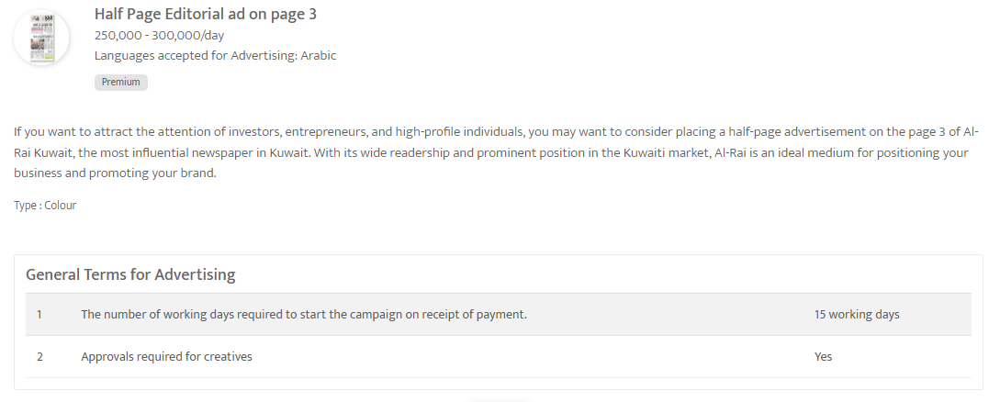 Half Page Editorial ad on page 3
250,000 - 300,000/day
Languages accepted for Advertising: Arabic
Premium
If you want to attract the attention of investors, entrepreneurs, and high-profile individuals, you may want to consider placing a half-page advertisement on the page 3 of Al-
Rai Kuwait, the most influential newspaper in Kuwait. With its wide readership and prominent position in the Kuwaiti market, Al-Rai is an ideal medium for positioning your
business and promoting your brand.
Type : Colour
General Terms for Advertising
1 The number of working days required to start the campaign on receipt of payment. 15 working days
2 Approvals required for creatives Yes